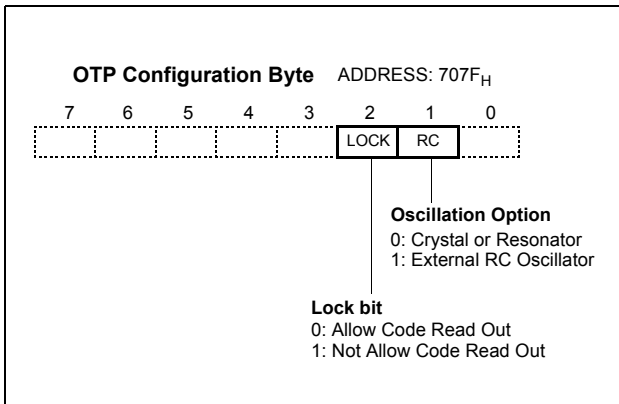 OTP Configuration Byte ADDRESS: 707FH
7 6 5 4 3 2 1 0
LOCK RC
Oscillation Option
0: Crystal or Resonator
1: External RC Oscillator
Lock bit
0: Allow Code Read Out
1: Not Allow Code Read Out